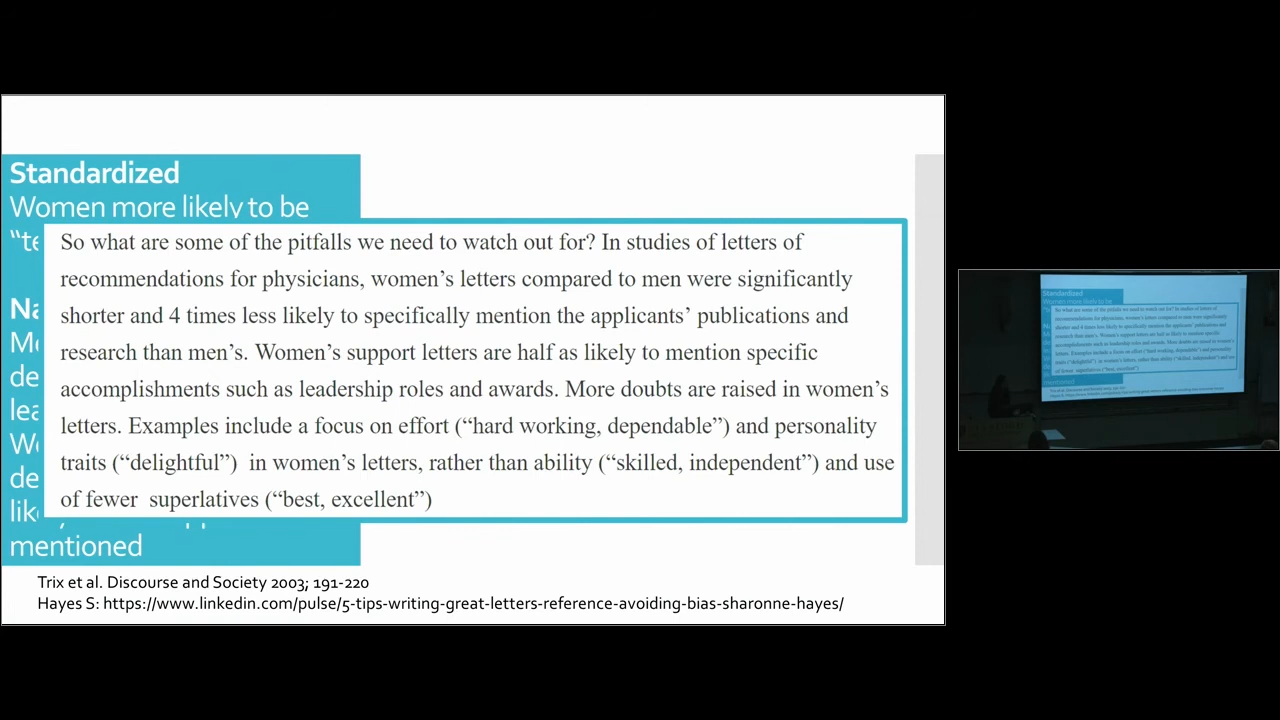 Standardized
Women more likely to be
“te
So what are some of the pitfalls we need to watch out for? In studies of letters of
recommendations for physicians, women’s letters compared to men were significantly
shorter and 4 times less likely to specifically mention the applicants’ publications and
research than men’s. Women’s support letters are half as likely to mention specific
accomplishments such as leadership roles and awards. More doubts are raised in women’s
letters. Examples include a focus on effort (“hard working, dependable”) and personality
traits (“delightful”) in women’s letters, rather than ability (“skilled, independent”) and use
of fewer superlatives (“best, excellent”)
mentioned
Trix et al. Discourse and Society 2003; 191-220
Hayes S: https://www.linkedin.com/pulse/5-tips-writing-great-letters-reference-avoiding-bias-sharonne-hayes/